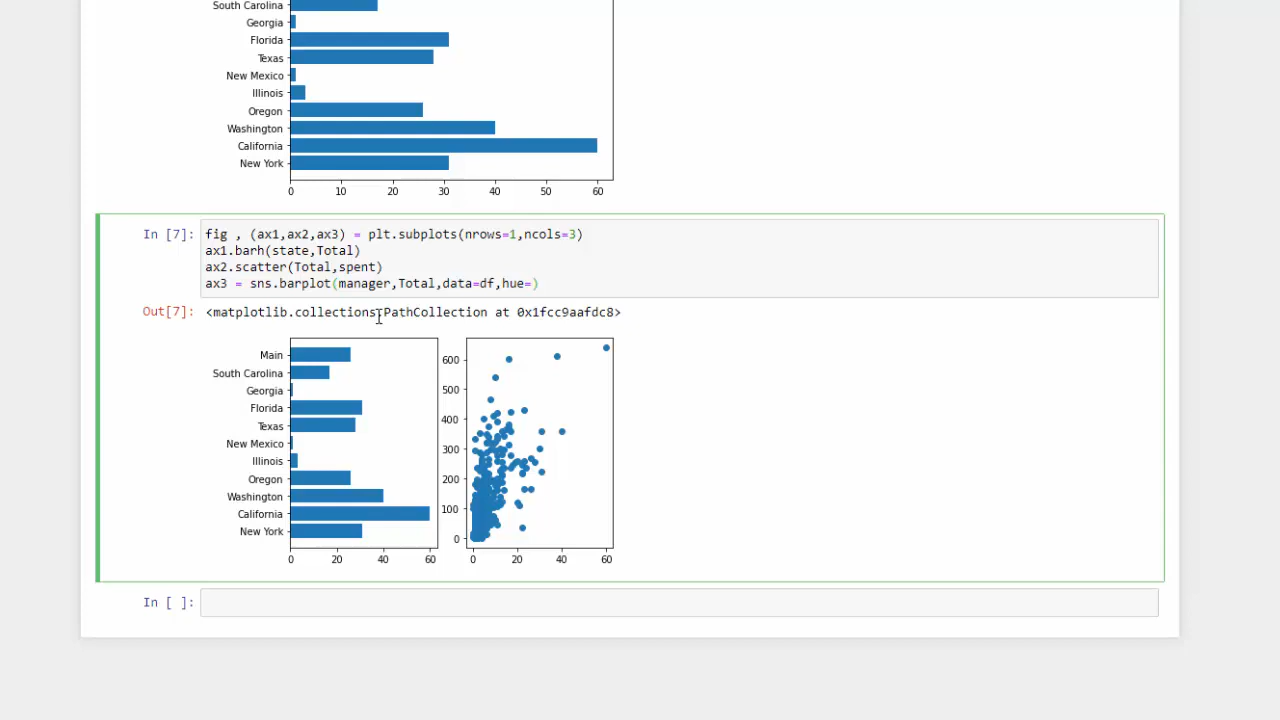 South Carolina
Georgia
Florida
Texas
New Mexico
Illinois
Oregon
Washington
California
New York
0 10 20 30 40 50 60
In [7]: fig , (ax1,ax2,ax3) = plt.subplots(nrows=1,ncols=3)
ax1.barh(state,Total)
ax2.scatter(Total,spent)
ax3 = sns.barplot(manager,Total,data=df,hue=)
Out[7]: <matplotlib.collections.PathCollection at 0x1fcc9aafdc8>
Main
South Carolina
Georgia
Florida
Texas
New Mexico
Illinois
Oregon
Washington
California
New York
0 20 40 60
600
500
400
300
200
100
0
0 20 40 60
In [ ]: